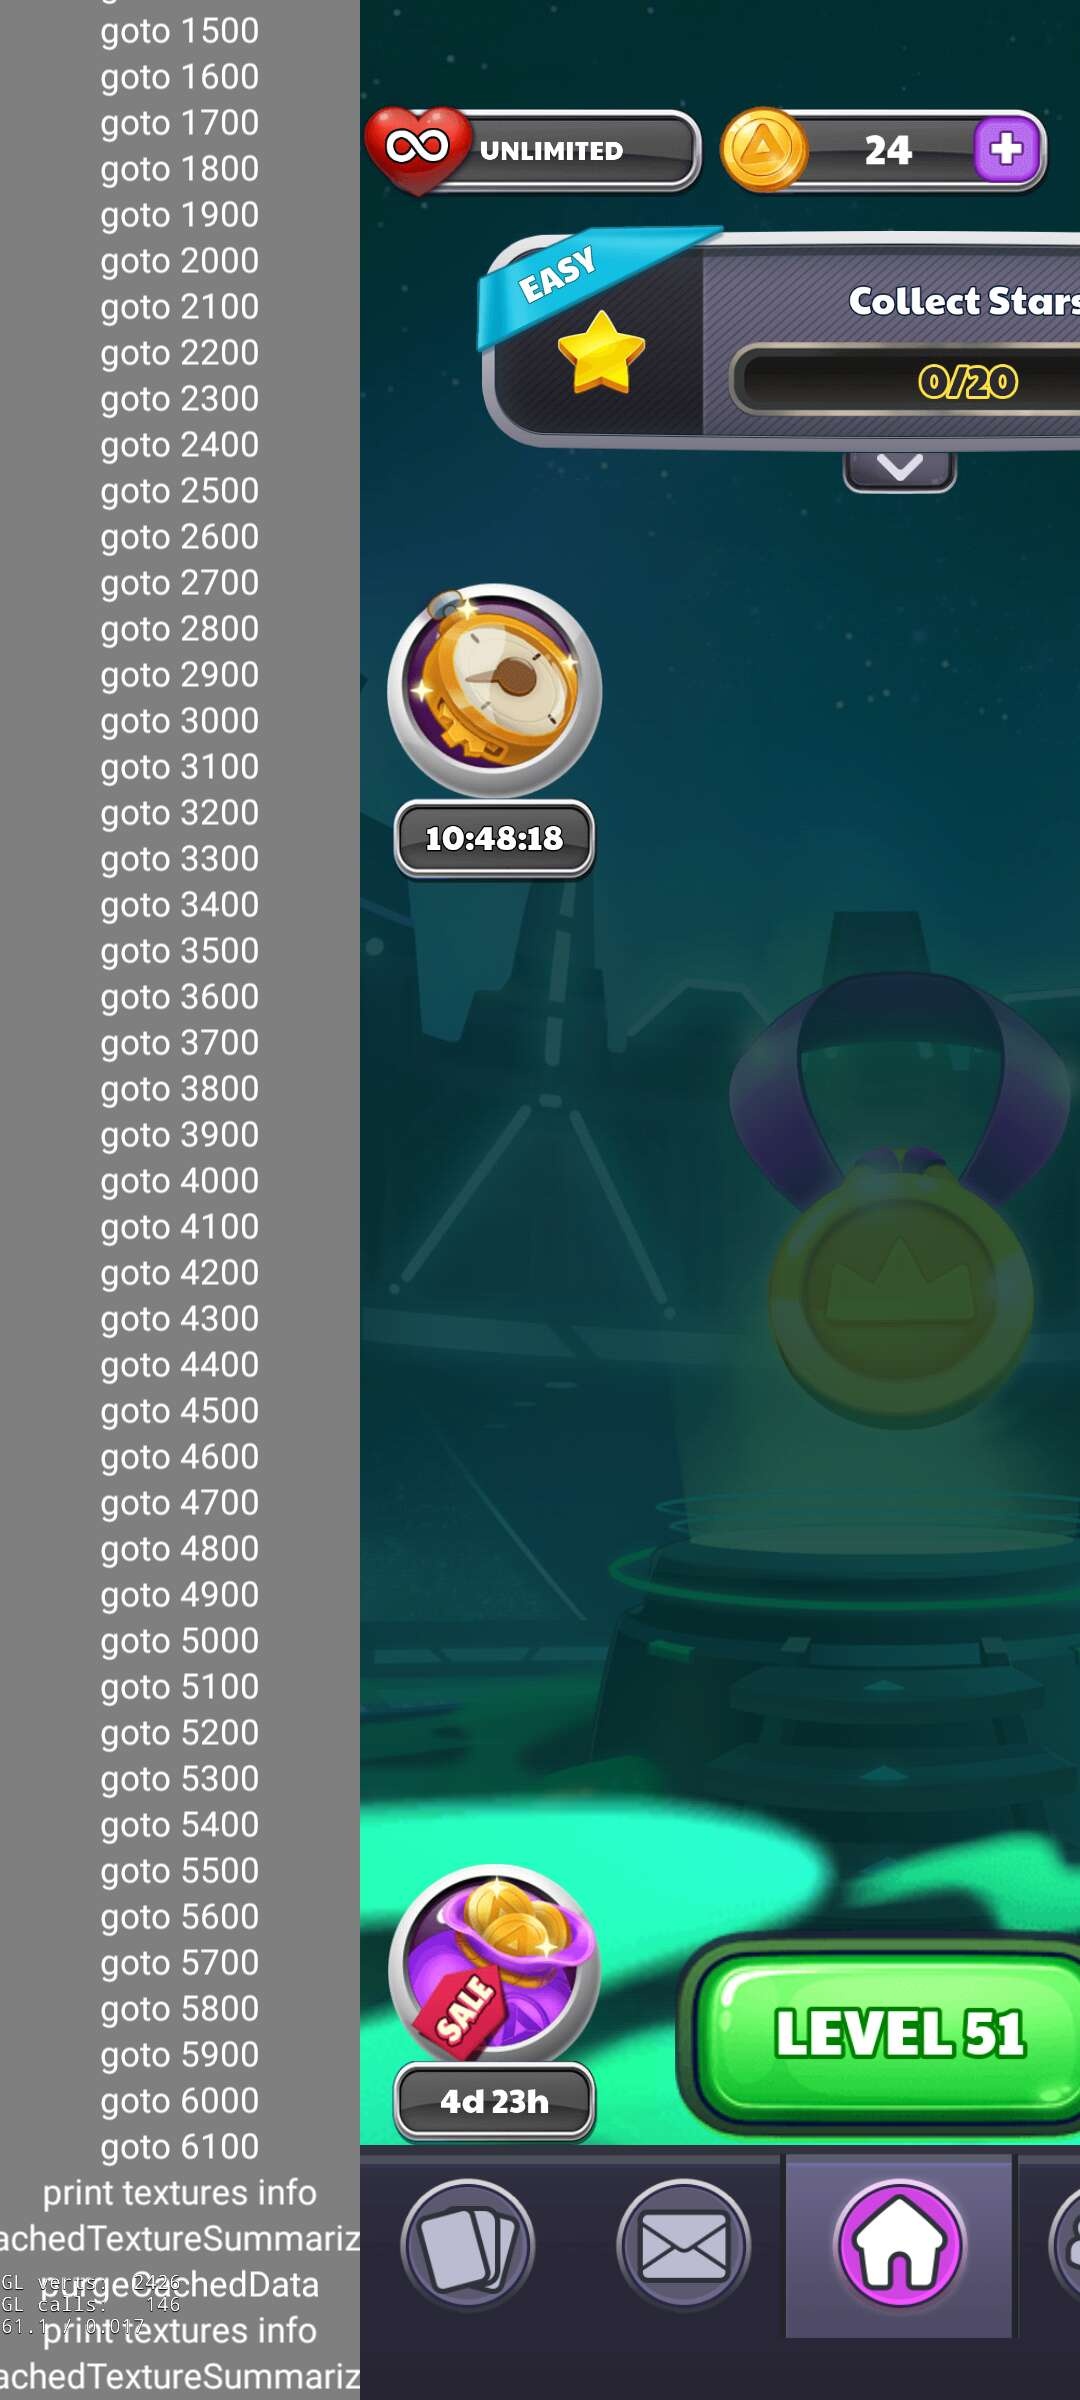 goto 1500
goto 1600
goto 1700
goto 1800
goto 1900
goto 2000
goto 2100
goto 2200
goto 2300
goto 2400
goto 2500
goto 2600
goto 2700
goto 2800
goto 2900
goto 3000
goto 3100
goto 3200
goto 3300
goto 3400
goto 3500
goto 3600
goto 3700
goto 3800
goto 3900
goto 4000
goto 4100
goto 4200
goto 4300
goto 4400
goto 4500
goto 4600
goto 4700
goto 4800
goto 4900
goto 5000
goto 5100
goto 5200
goto 5300
goto 5400
goto 5500
goto 5600
goto 5700
goto 5800
goto 5900
goto 6000
goto 6100
print textures info
achedTextureSummariz
purgeCachedData
print textures info
achedTextureSummariz
GL verts: 2426
GL calls: 146
61.1 / 0.017
UNLIMITED
24
EASY
Collect Stars
0/20
10:48:18
SALE
4d 23h
LEVEL 51